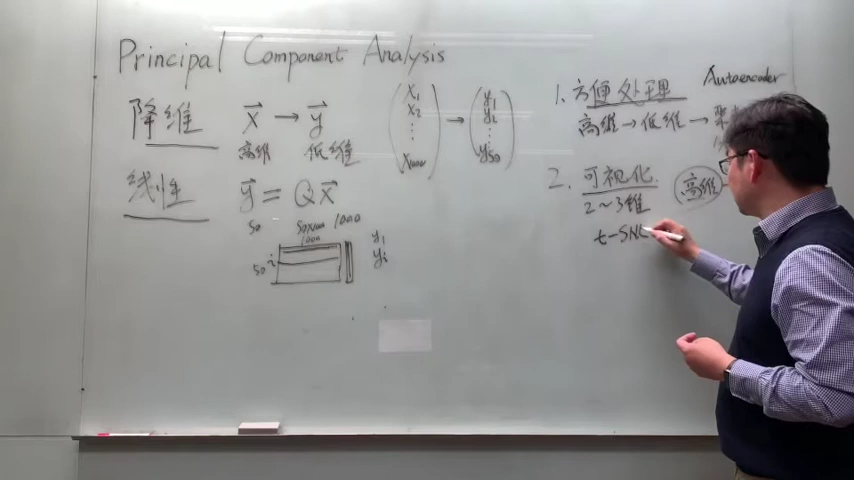 Principal Component Analysis
降维 x⃗ → y⃗
高维 低维
(x₁ x₂ ⋮ x₁₀₀₀) → (y₁ y₂ ⋮ y₅₀)
线性 y⃗ = Qx⃗
50 50x1000 1000
1000
50 i
y₁
yᵢ
1. 方便处理 Autoencoder
高维 → 低维 →
2. 可视化 高维
2~3维
t-SN